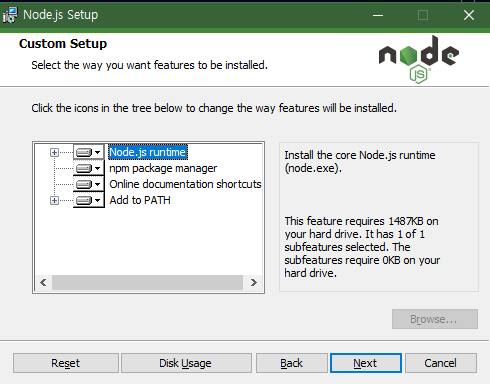 Node.js Setup
Custom Setup
Select the way you want features to be installed.
node
JS
Click the icons in the tree below to change the way features will be installed.
Node.js runtime
npm package manager
Online documentation shortcuts
Add to PATH
Install the core Node.js runtime
(node.exe).
This feature requires 1487KB on
your hard drive. It has 1 of 1
subfeatures selected. The
subfeatures require 0KB on your
hard drive.
Browse...
Reset
Disk Usage
Back
Next
Cancel